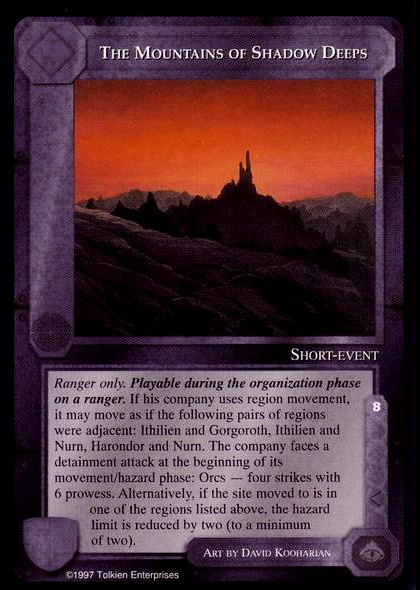 The Mountains of Shadow Deeps
Short-event
Ranger only. Playable during the organization phase
on a ranger. If his company uses region movement,
it may move as if the following pairs of regions
were adjacent: Ithilien and Gorgoroth, Ithilien and
Nurn, Harondor and Nurn. The company faces a
detainment attack at the beginning of its
movement/hazard phase: Orcs — four strikes with
6 prowess. Alternatively, if the site moved to is in
one of the regions listed above, the hazard
limit is reduced by two (to a minimum
of two).
8
Art by David Kooharian
©1997 Tolkien Enterprises